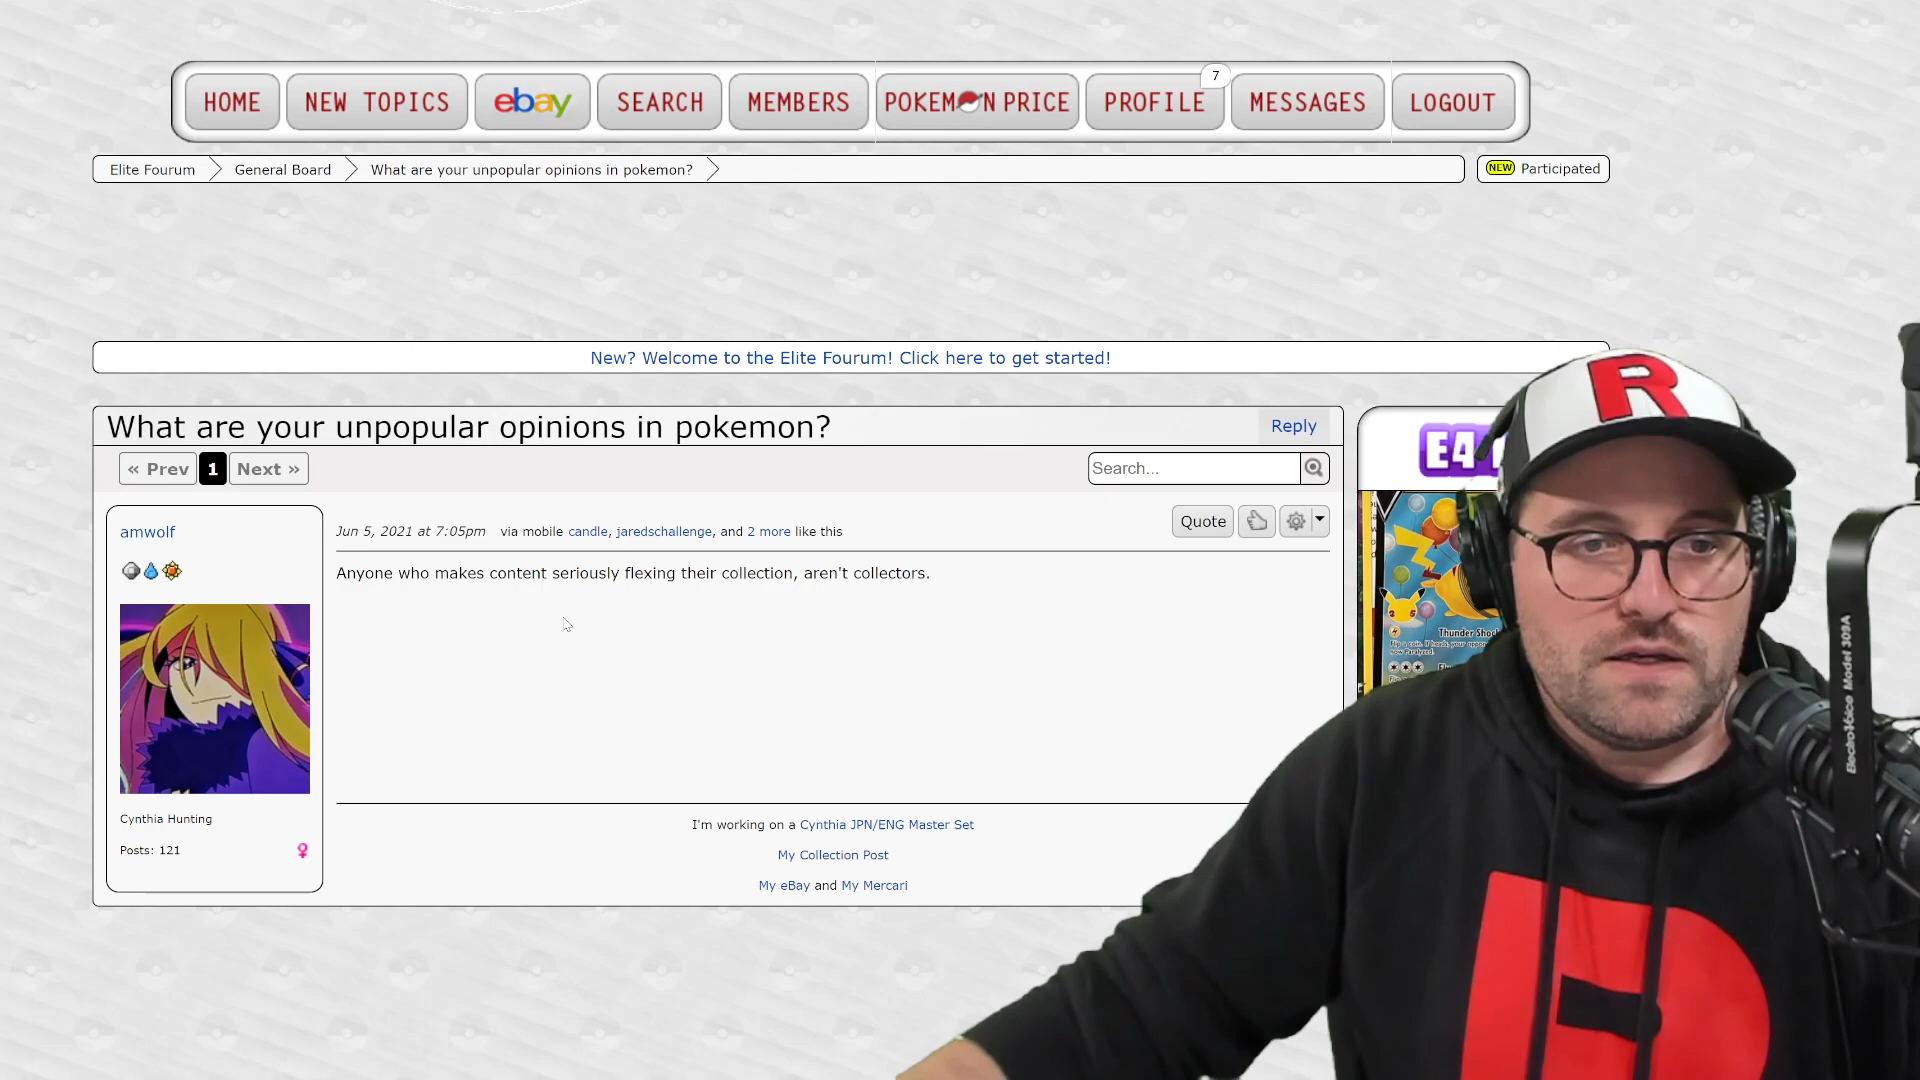 7
HOME NEW TOPICS ebay SEARCH MEMBERS POKEMON PRICE PROFILE MESSAGES LOGOUT
Elite Fourum General Board What are your unpopular opinions in pokemon? NEW Participated
New? Welcome to the Elite Fourum! Click here to get started!
What are your unpopular opinions in pokemon? Reply
« Prev 1 Next » Search...
E4
amwolf Jun 5, 2021 at 7:05pm via mobile candle, jaredschallenge, and 2 more like this Quote
Anyone who makes content seriously flexing their collection, aren't collectors.
Thunder Shoc
Cynthia Hunting
Posts: 121
I'm working on a Cynthia JPN/ENG Master Set
My Collection Post
My eBay and My Mercari
R
R
Electro-Voice Model 309A